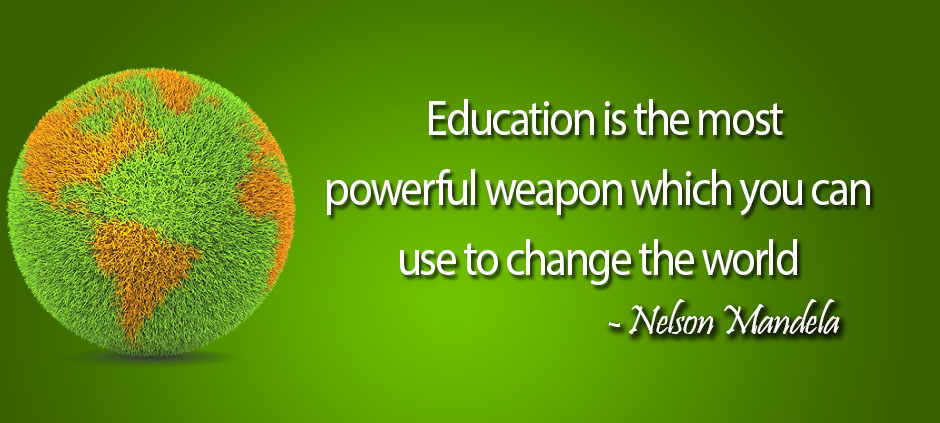 Education is the most
powerful weapon which you can
use to change the world
~ Nelson Mandela